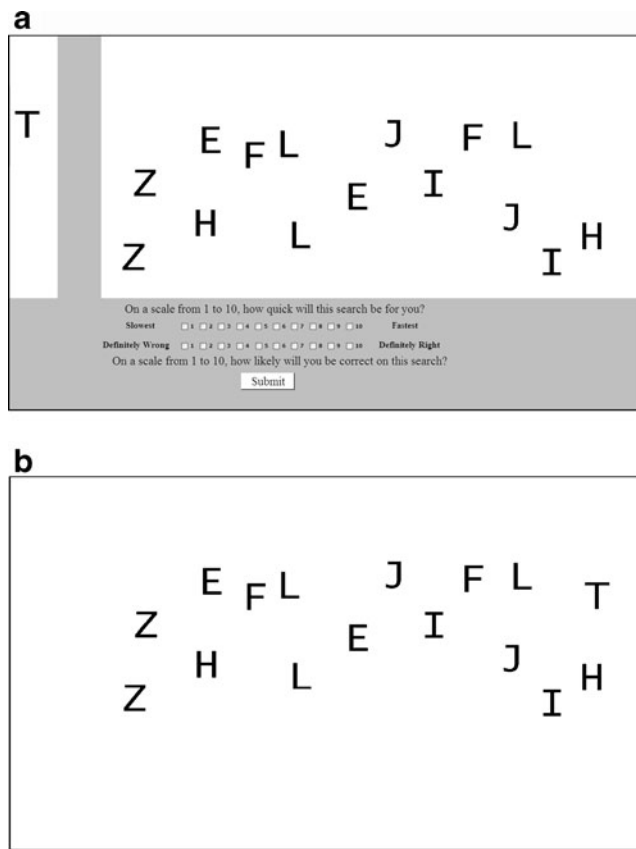 a
T E F L J F L
Z E I
H L J H
Z I
On a scale from 1 to 10, how quick will this search be for you?
Slowest 1 2 3 4 5 6 7 8 9 10 Fastest
Definitely Wrong 1 2 3 4 5 6 7 8 9 10 Definitely Right
On a scale from 1 to 10, how likely will you be correct on this search?
Submit
b
E F L J F L T
Z E I
H L J H
Z I